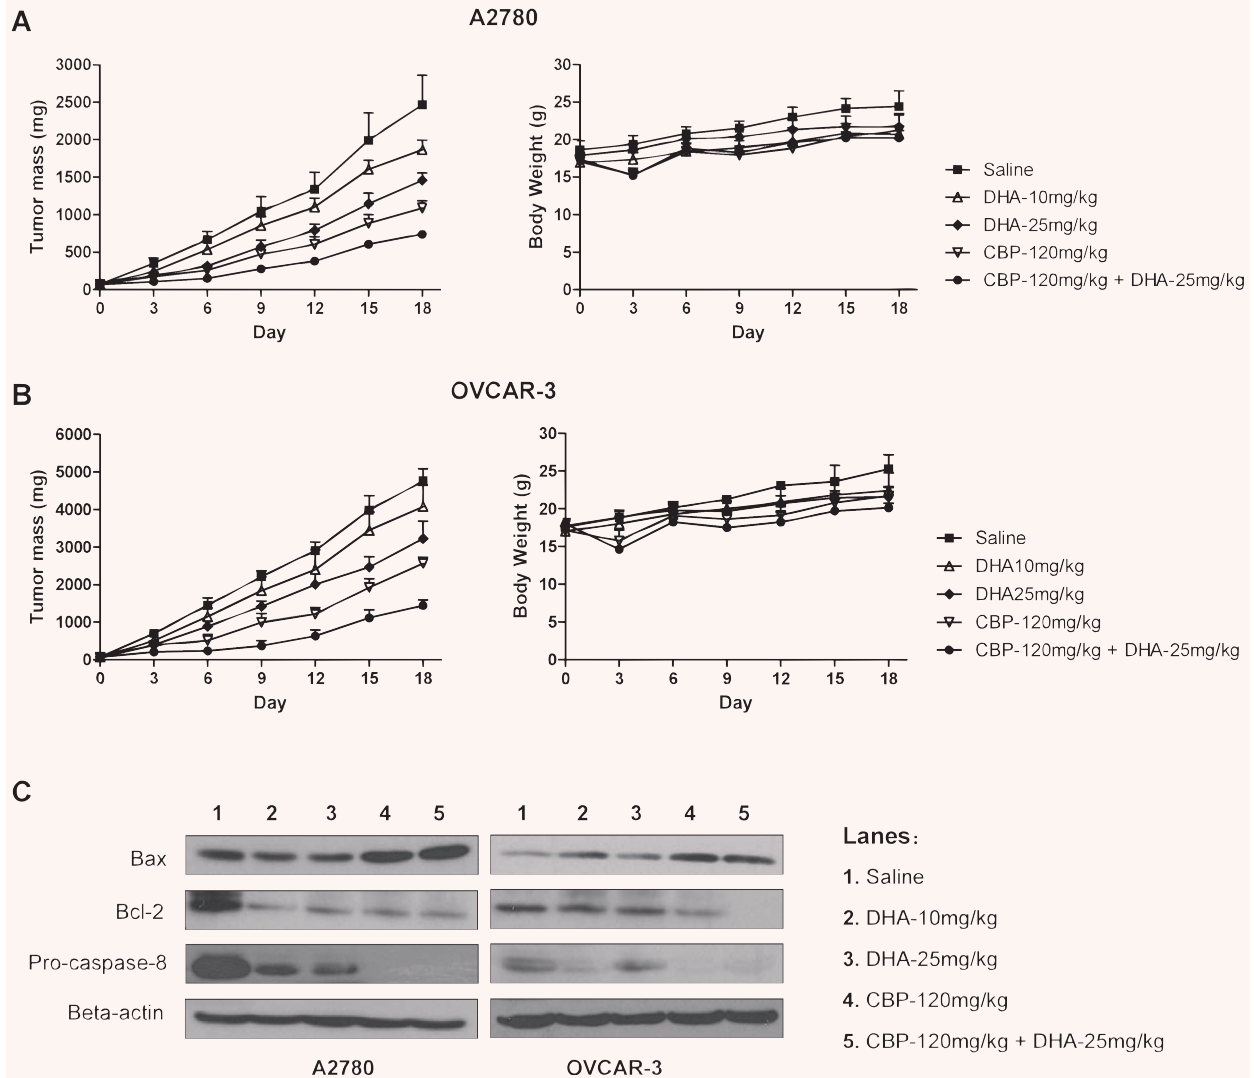 A
A2780
3000
2500
2000
1500
1000
500
0
Tumor mass (mg)
0 3 6 9 12 15 18
Day
30
25
20
15
10
5
0
Body Weight (g)
0 3 6 9 12 15 18
Day
Saline
DHA-10mg/kg
DHA-25mg/kg
CBP-120mg/kg
CBP-120mg/kg + DHA-25mg/kg
B
OVCAR-3
6000
5000
4000
3000
2000
1000
0
Tumor mass (mg)
0 3 6 9 12 15 18
Day
30
25
20
15
10
5
0
Body Weight (g)
0 3 6 9 12 15 18
Day
Saline
DHA10mg/kg
DHA25mg/kg
CBP-120mg/kg
CBP-120mg/kg + DHA-25mg/kg
C
1 2 3 4 5 1 2 3 4 5
Bax
Bcl-2
Pro-caspase-8
Beta-actin
A2780 OVCAR-3
Lanes:
1. Saline
2. DHA-10mg/kg
3. DHA-25mg/kg
4. CBP-120mg/kg
5. CBP-120mg/kg + DHA-25mg/kg